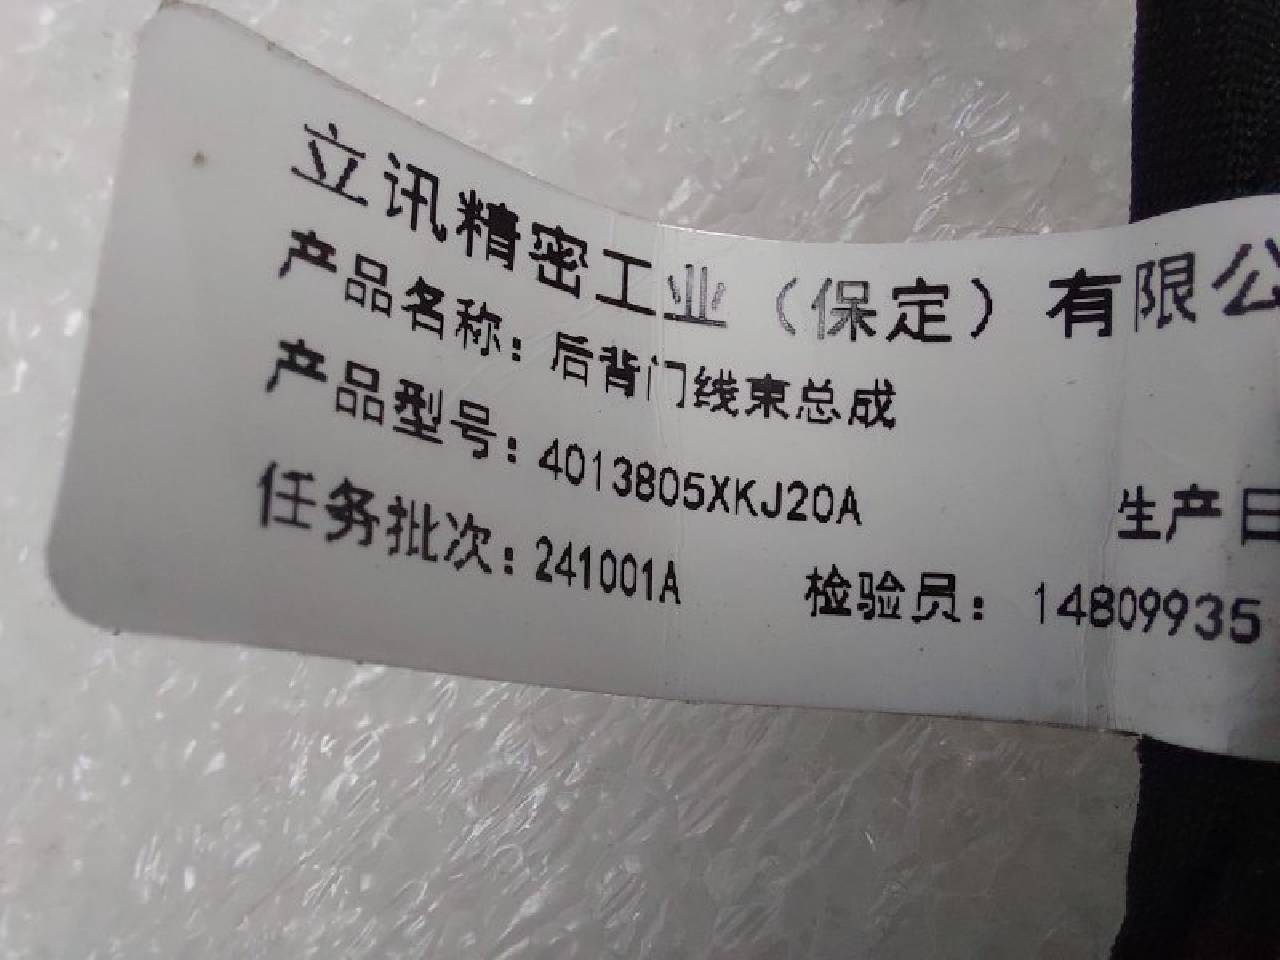 立讯精密工业（保定）有限公
产品名称：后背门线束总成
产品型号：4013805XKJ20A
生产日
任务批次：241001A 检验员：14809935